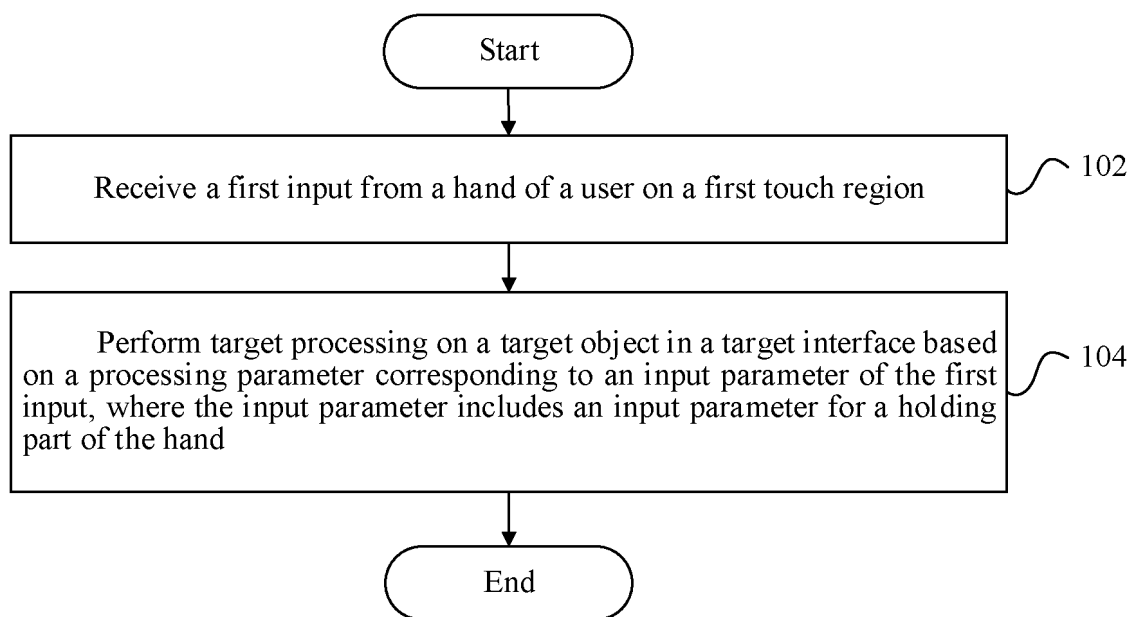 Start
Receive a first input from a hand of a user on a first touch region
102
Perform target processing on a target object in a target interface based
on a processing parameter corresponding to an input parameter of the first
input, where the input parameter includes an input parameter for a holding
part of the hand
104
End